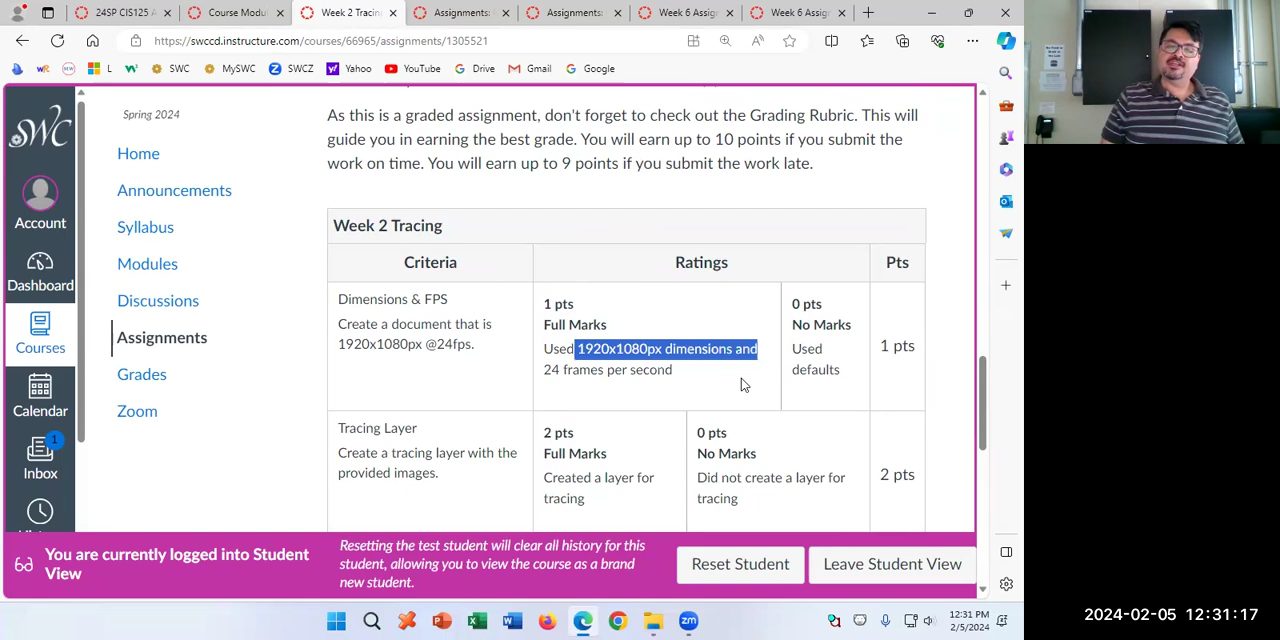 24SP CIS125
Course Modul
Week 2 Tracing
Assignments:
Assignments:
Week 6 Assig
Week 6 Assig
https://swccd.instructure.com/courses/66965/assignments/1305521
L
SWC
MySWC
SWCZ
Yahoo
YouTube
Drive
Gmail
Google
SWC
Account
Dashboard
Courses
Calendar
1
Inbox
Spring 2024
Home
Announcements
Syllabus
Modules
Discussions
Assignments
Grades
Zoom
As this is a graded assignment, don't forget to check out the Grading Rubric. This will
guide you in earning the best grade. You will earn up to 10 points if you submit the
work on time. You will earn up to 9 points if you submit the work late.
Week 2 Tracing
Criteria
Ratings
Pts
Dimensions & FPS
Create a document that is
1920x1080px @24fps.
1 pts
Full Marks
Used 1920x1080px dimensions and
24 frames per second
0 pts
No Marks
Used
defaults
1 pts
Tracing Layer
Create a tracing layer with the
provided images.
2 pts
Full Marks
Created a layer for
tracing
0 pts
No Marks
Did not create a layer for
tracing
2 pts
You are currently logged into Student
View
Resetting the test student will clear all history for this
student, allowing you to view the course as a brand
new student.
Reset Student
Leave Student View
12:31 PM
2/5/2024
2024-02-05 12:31:17